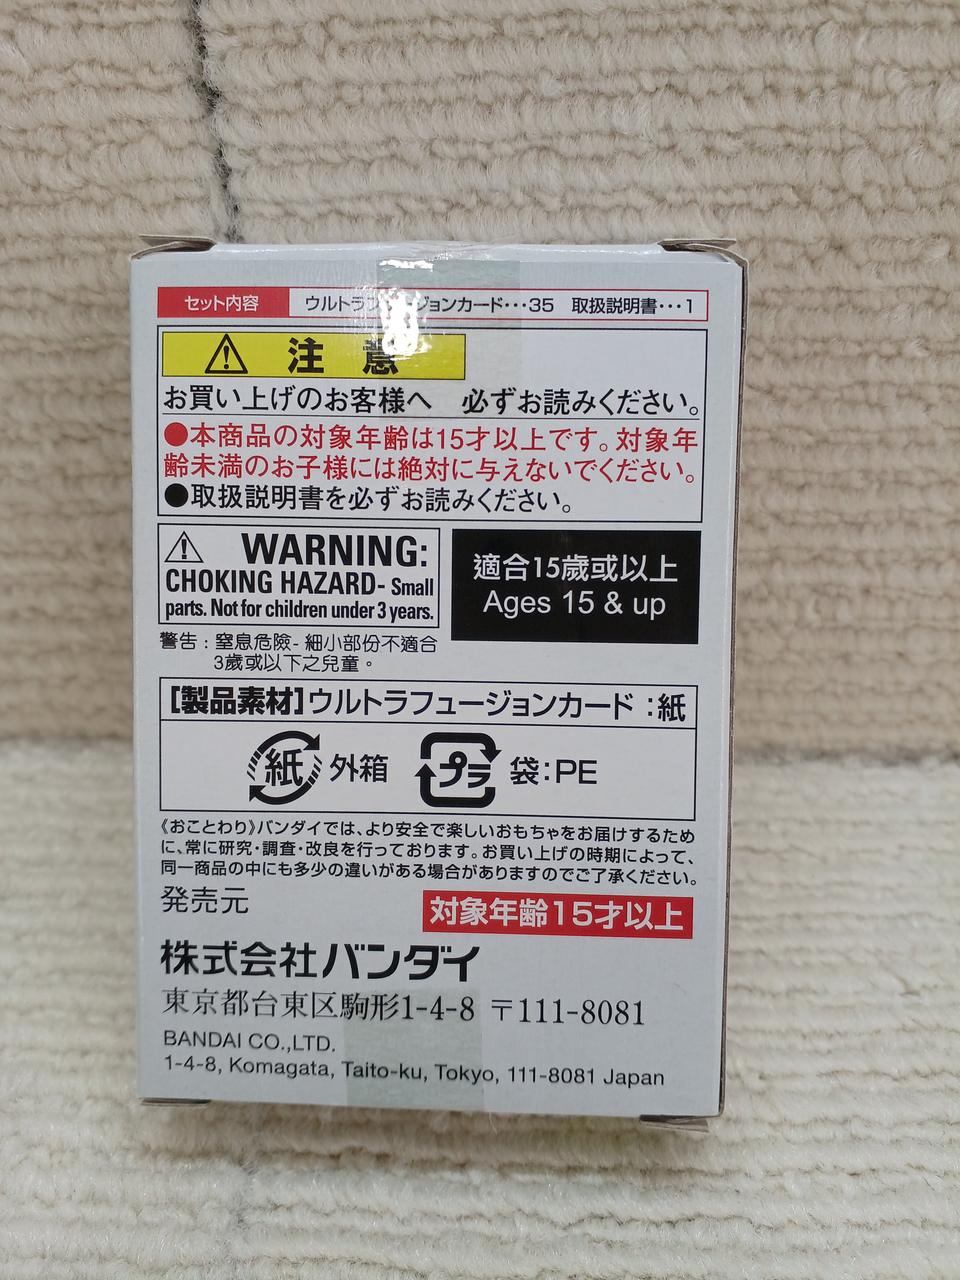 セット内容 ウルトラフュージョンカード･･･35 取扱説明書･･･1
注意
お買い上げのお客様へ 必ずお読みください。
●本商品の対象年齢は15才以上です。対象年
齢未満のお子様には絶対に与えないでください。
●取扱説明書を必ずお読みください。
WARNING:
CHOKING HAZARD- Small
parts. Not for children under 3 years.
適合15歲或以上
Ages 15 & up
警告：窒息危險- 細小部份不適合
3歲或以下之兒童。
[製品素材]ウルトラフュージョンカード：紙
紙 外箱 プラ 袋：PE
《おことわり》バンダイでは、より安全で楽しいおもちゃをお届けするため
に、常に研究・調査・改良を行っております。お買い上げの時期によって、
同一商品の中にも多少の違いがある場合がありますのでご了承ください。
発売元
対象年齢15才以上
株式会社バンダイ
東京都台東区駒形1-4-8 〒111-8081
BANDAI CO.,LTD.
1-4-8, Komagata, Taito-ku, Tokyo, 111-8081 Japan